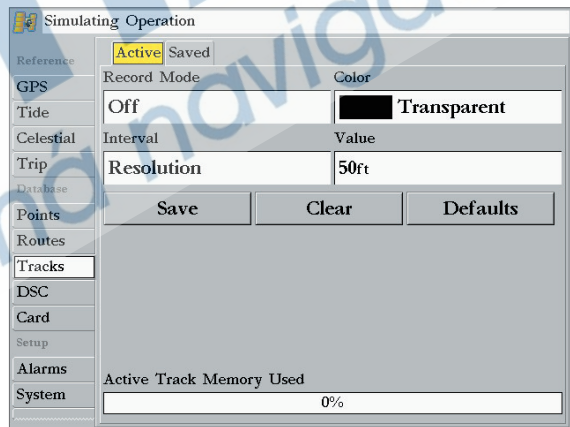 Simulating Operation
Reference
GPS
Tide
Celestial
Trip
Database
Points
Routes
Tracks
DSC
Card
Setup
Alarms
System
Active Saved
Record Mode Color
Off Transparent
Interval Value
Resolution 50ft
Save Clear Defaults
Active Track Memory Used
0%